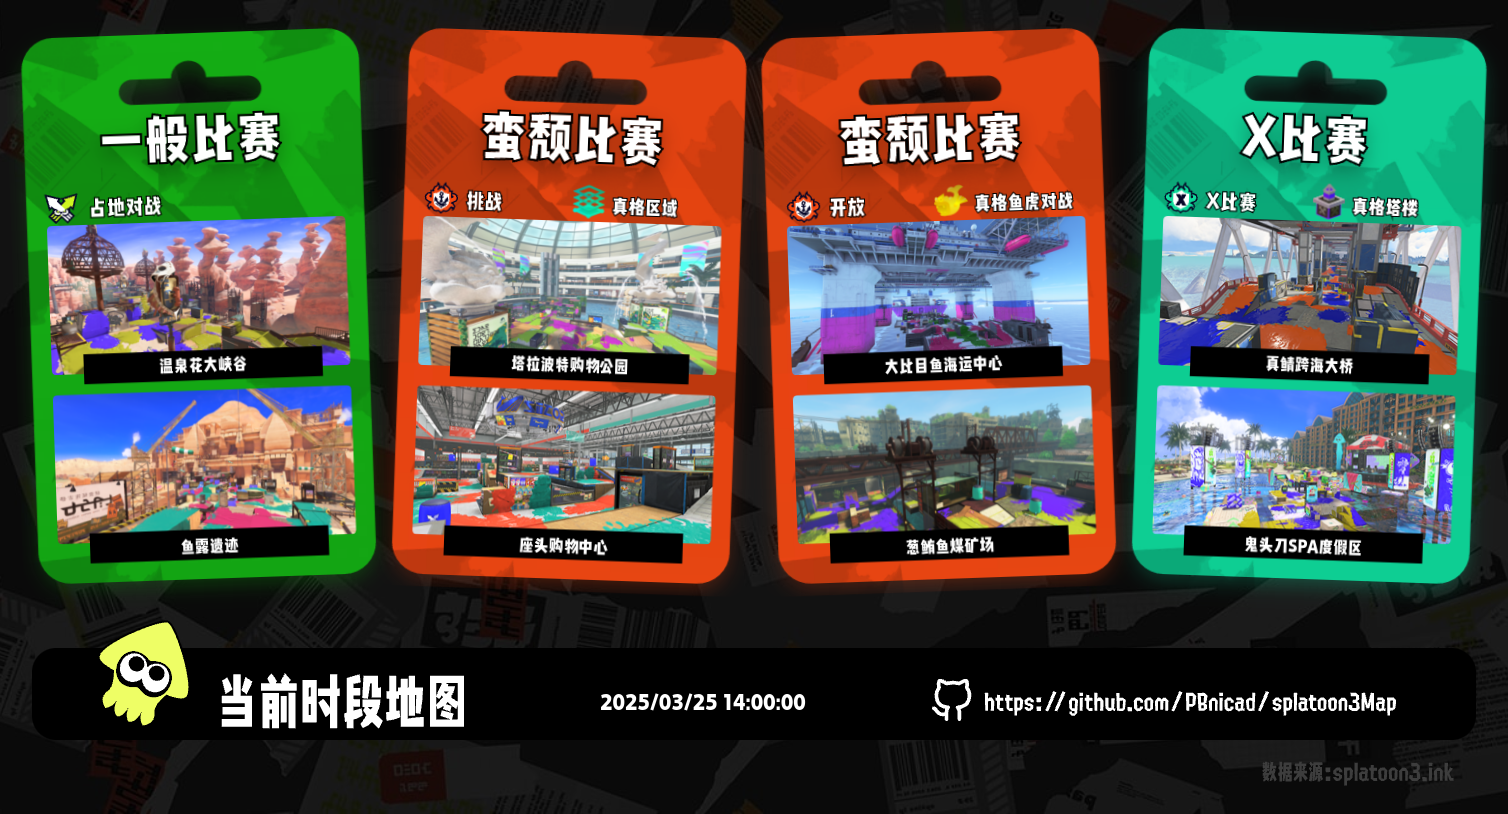 一般比赛
占地对战
温泉花大峡谷
鱼露遗迹
蛮颓比赛
挑战
真格区域
塔拉波特购物公园
座头购物中心
蛮颓比赛
开放
真格鱼虎对战
大比目鱼海运中心
葱鲔鱼煤矿场
X比赛
X比赛
真格塔楼
真鲭跨海大桥
鬼头刀SPA度假区
当前时段地图
2025/03/25 14:00:00
https://github.com/PBnicad/splatoon3Map
数据来源:splatoon3.ink